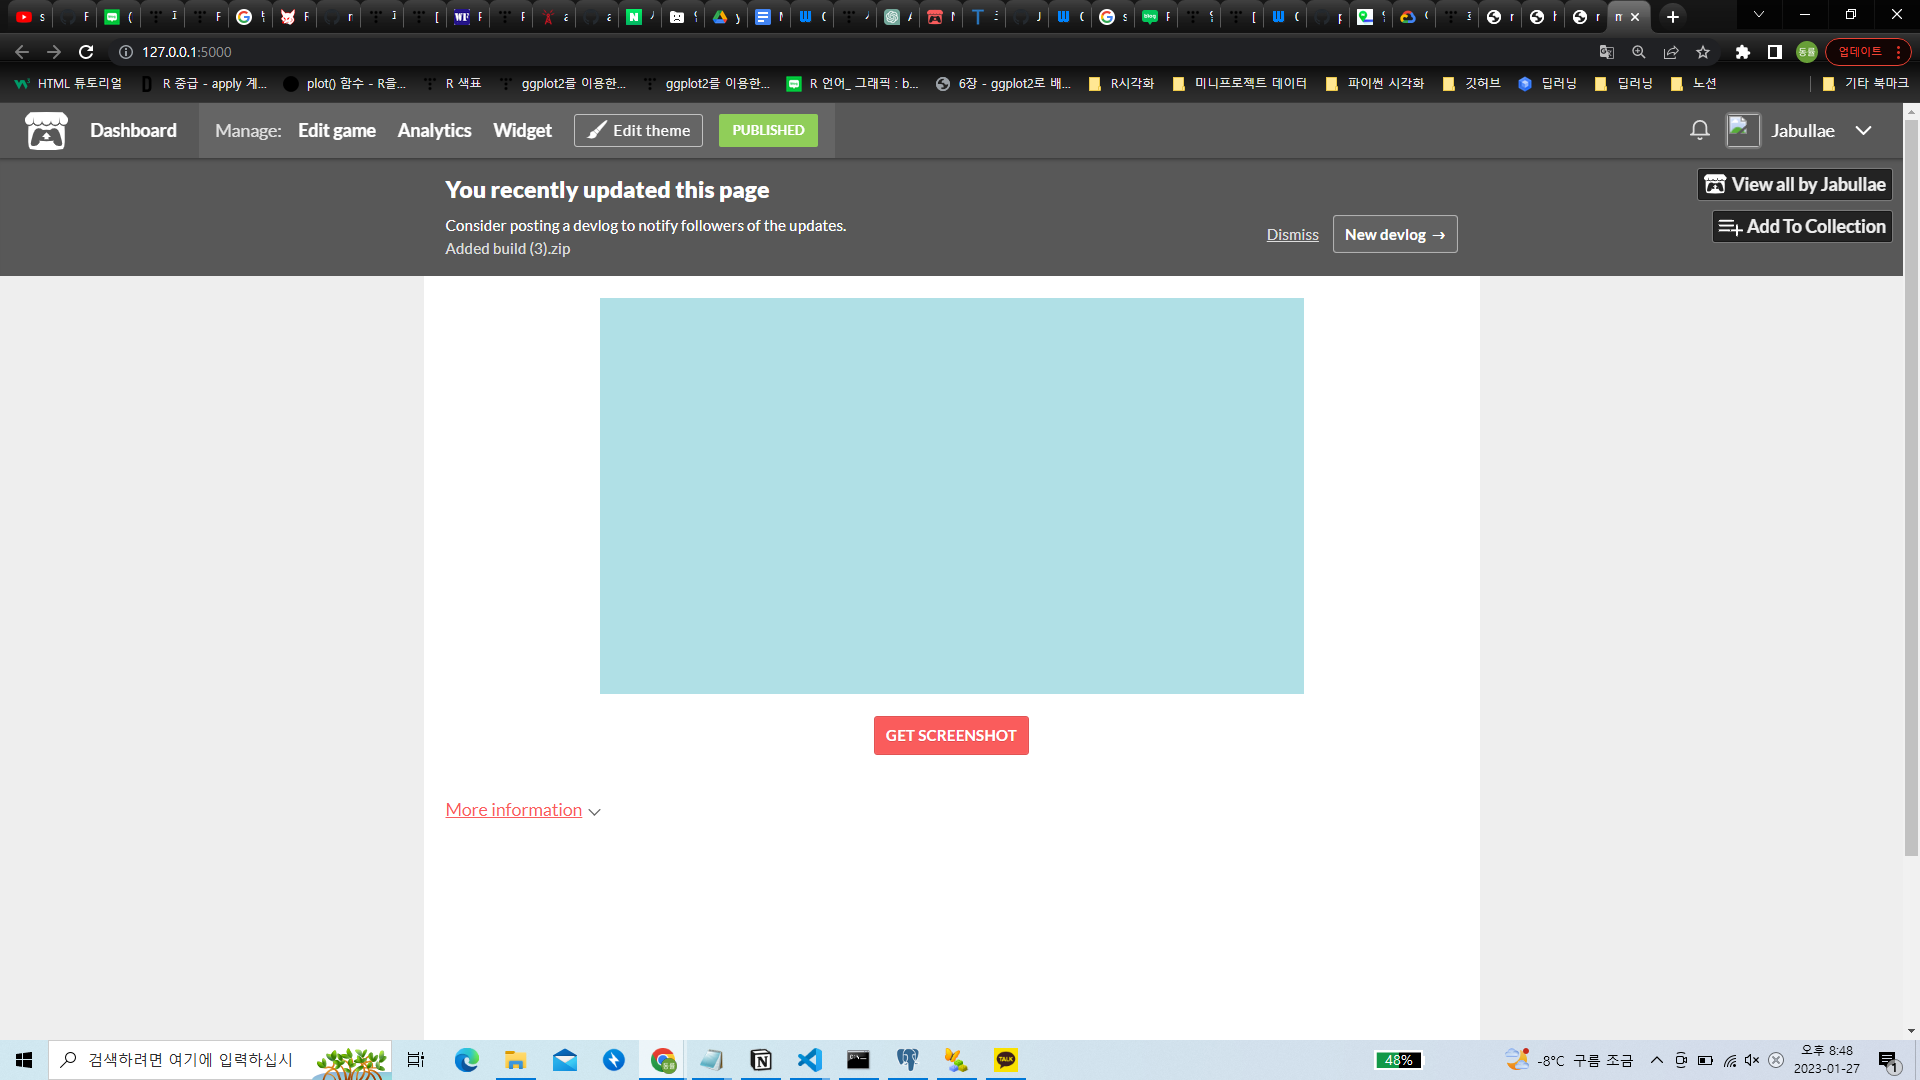 127.0.0.1:5000
업데이트
HTML 튜토리얼
R 중급 - apply 계...
plot() 함수 - R을...
R 색표
ggplot2를 이용한...
ggplot2를 이용한...
R 언어_ 그래픽 : b...
6장 - ggplot2로 배...
R시각화
미니프로젝트 데이터
파이썬 시각화
깃허브
딥러닝
딥러닝
노션
기타 북마크
Dashboard
Manage:
Edit game
Analytics
Widget
Edit theme
PUBLISHED
Jabullae
You recently updated this page
Consider posting a devlog to notify followers of the updates.
Added build (3).zip
Dismiss
New devlog →
View all by Jabullae
Add To Collection
GET SCREENSHOT
More information
검색하려면 여기에 입력하십시
TALK
48%
-8°C 구름 조금
오후 8:48
2023-01-27
1